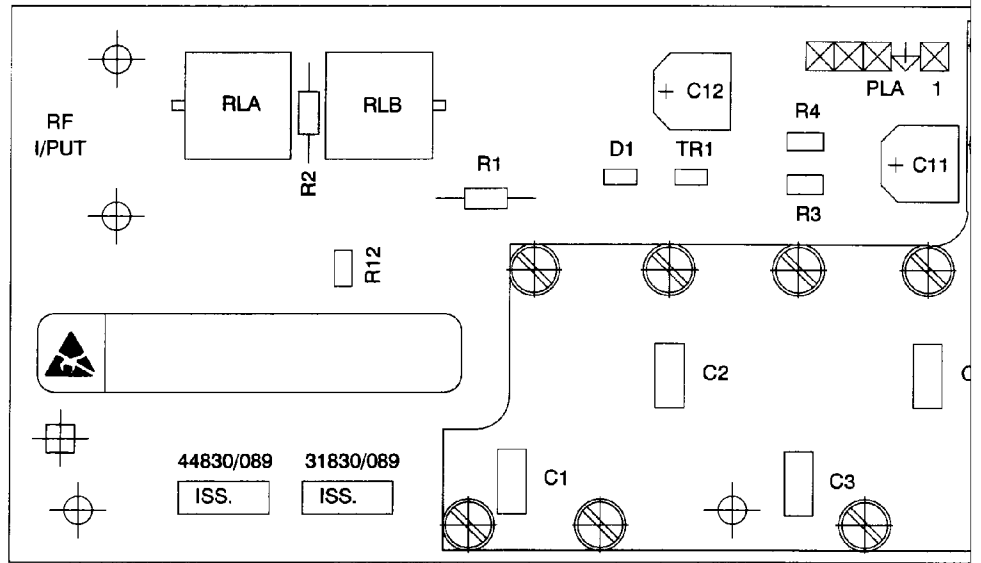 RF
I/PUT
RLA
R2
RLB
R1
R12
D1
TR1
C12
R4
R3
PLA 1
C11
C2
C
C1
C3
44830/089 31830/089
ISS. ISS.